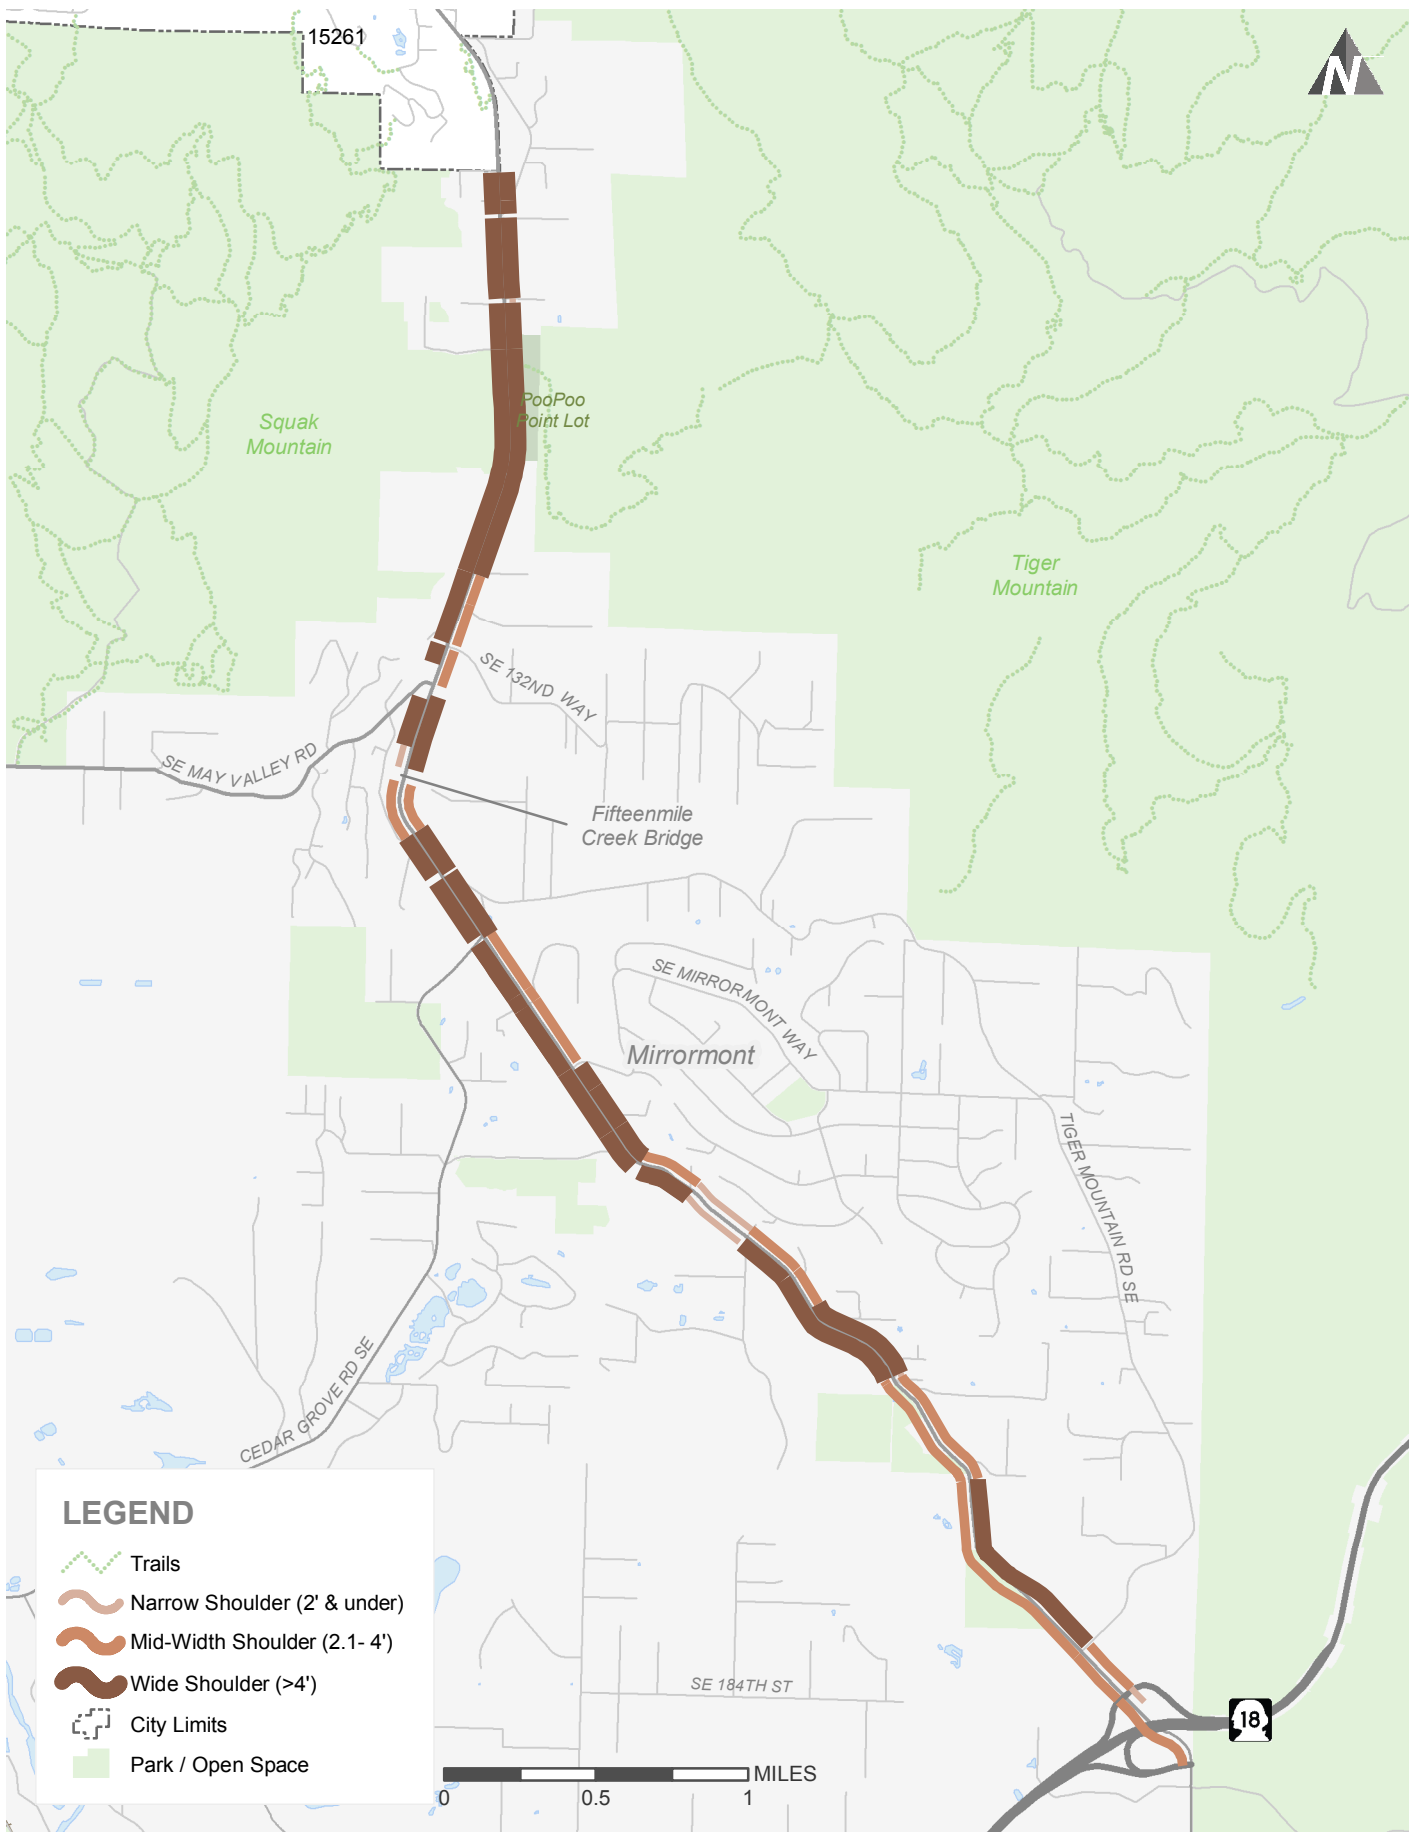 15261
N
PooPoo
Point Lot
Squak
Mountain
Tiger
Mountain
SE 132ND WAY
SE MAY VALLEY RD
Fifteenmile
Creek Bridge
SE MIRRORMONT WAY
Mirrormont
TIGER MOUNTAIN RD SE
CEDAR GROVE RD SE
LEGEND
Trails
Narrow Shoulder (2' & under)
Mid-Width Shoulder (2.1- 4')
Wide Shoulder (>4')
City Limits
Park / Open Space
SE 184TH ST
18
MILES
0 0.5 1